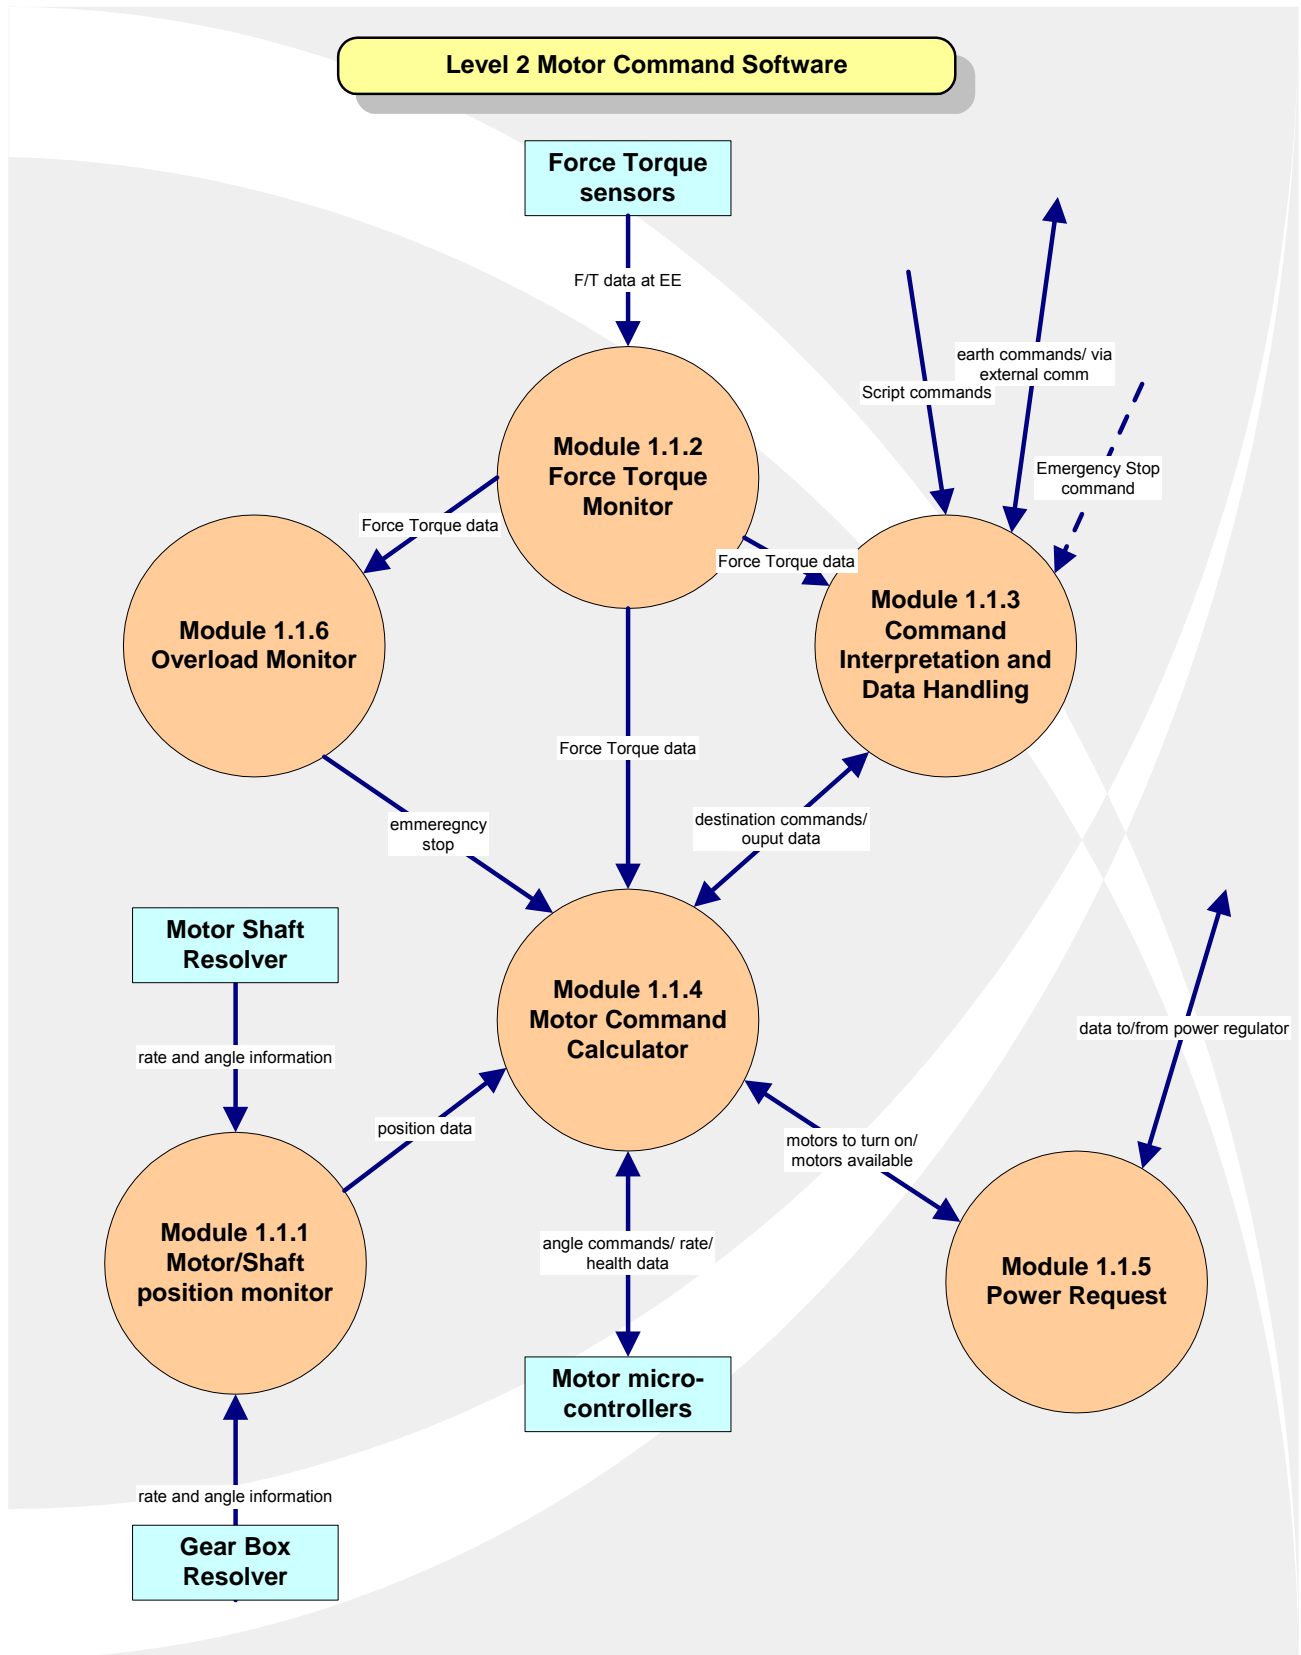 Level 2 Motor Command Software
Force Torque
sensors
F/T data at EE
earth commands/ via
external comm
Script commands
Emergency Stop
command
Module 1.1.2
Force Torque
Monitor
Force Torque data
Force Torque data
Module 1.1.3
Command
Interpretation and
Data Handling
Module 1.1.6
Overload Monitor
Force Torque data
destination commands/
ouput data
emmeregncy
stop
Motor Shaft
Resolver
Module 1.1.4
Motor Command
Calculator
data to/from power regulator
rate and angle information
position data
motors to turn on/
motors available
Module 1.1.1
Motor/Shaft
position monitor
angle commands/ rate/
health data
Module 1.1.5
Power Request
Motor micro-
controllers
rate and angle information
Gear Box
Resolver